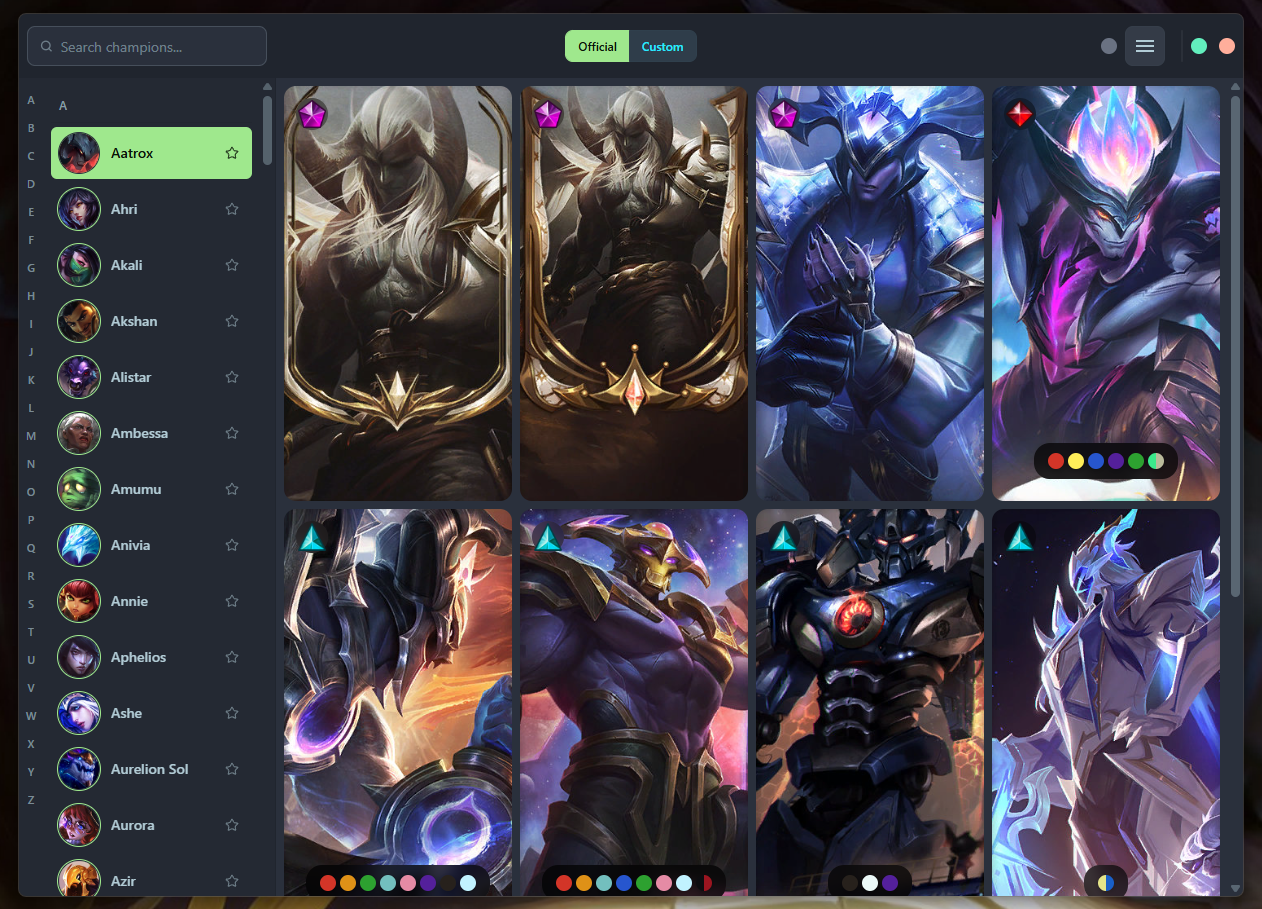 Search champions...
Official
Custom
A
B
C
D
E
F
G
H
I
J
K
L
M
N
O
P
Q
R
S
T
U
V
W
X
Y
Z
A
Aatrox
Ahri
Akali
Akshan
Alistar
Ambessa
Amumu
Anivia
Annie
Aphelios
Ashe
Aurelion Sol
Aurora
Azir